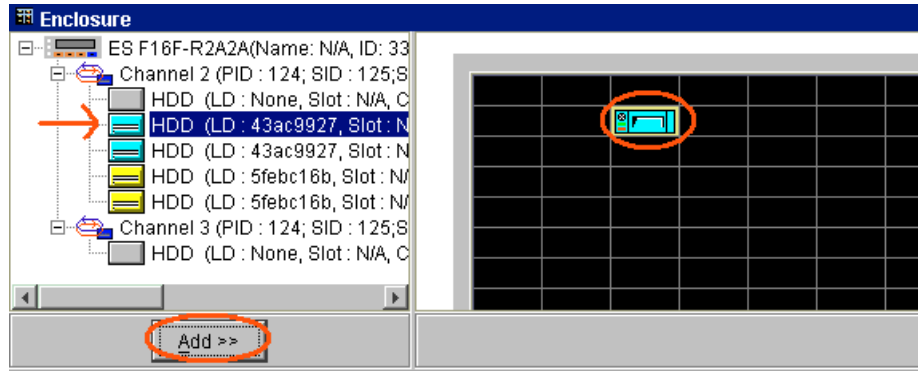 Enclosure
ES F16F-R2A2A(Name: N/A, ID: 33
Channel 2 (PID : 124; SID : 125;S
HDD (LD : None, Slot : N/A, C
HDD (LD : 43ac9927, Slot : N
HDD (LD : 43ac9927, Slot : N
HDD (LD : 5febc16b, Slot : N/
HDD (LD : 5febc16b, Slot : N/
Channel 3 (PID : 124; SID : 125;S
HDD (LD : None, Slot : N/A, C
Add >>